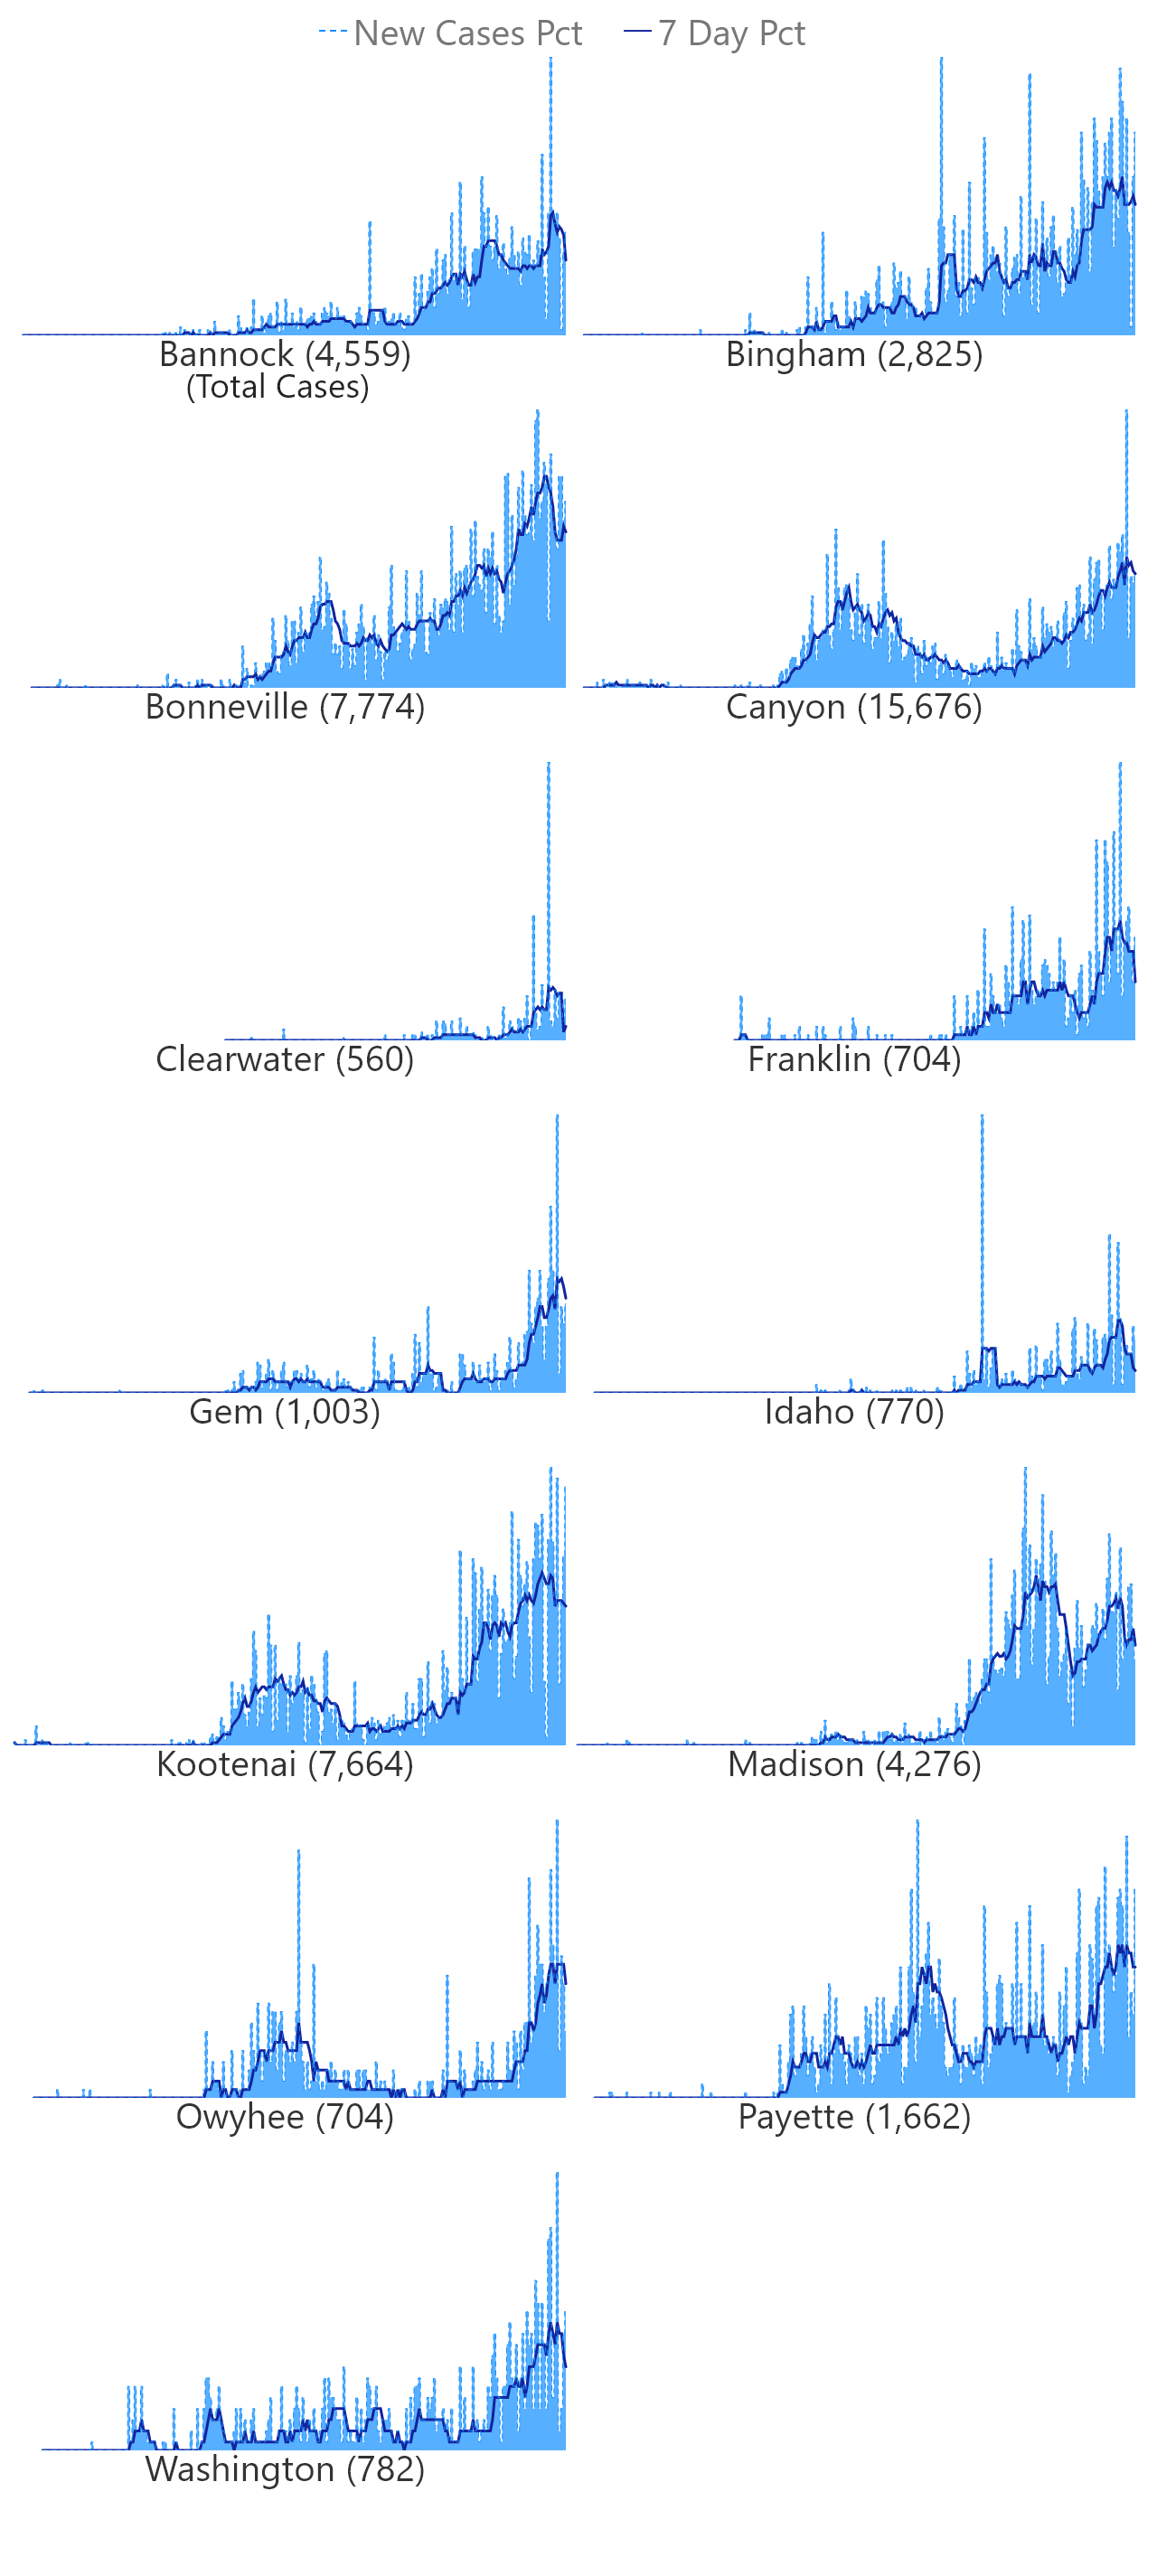 New Cases Pct 7 Day Pct
Bannock (4,559)
(Total Cases)
Bingham (2,825)
Bonneville (7,774)
Canyon (15,676)
Clearwater (560)
Franklin (704)
Gem (1,003)
Idaho (770)
Kootenai (7,664)
Madison (4,276)
Owyhee (704)
Payette (1,662)
Washington (782)